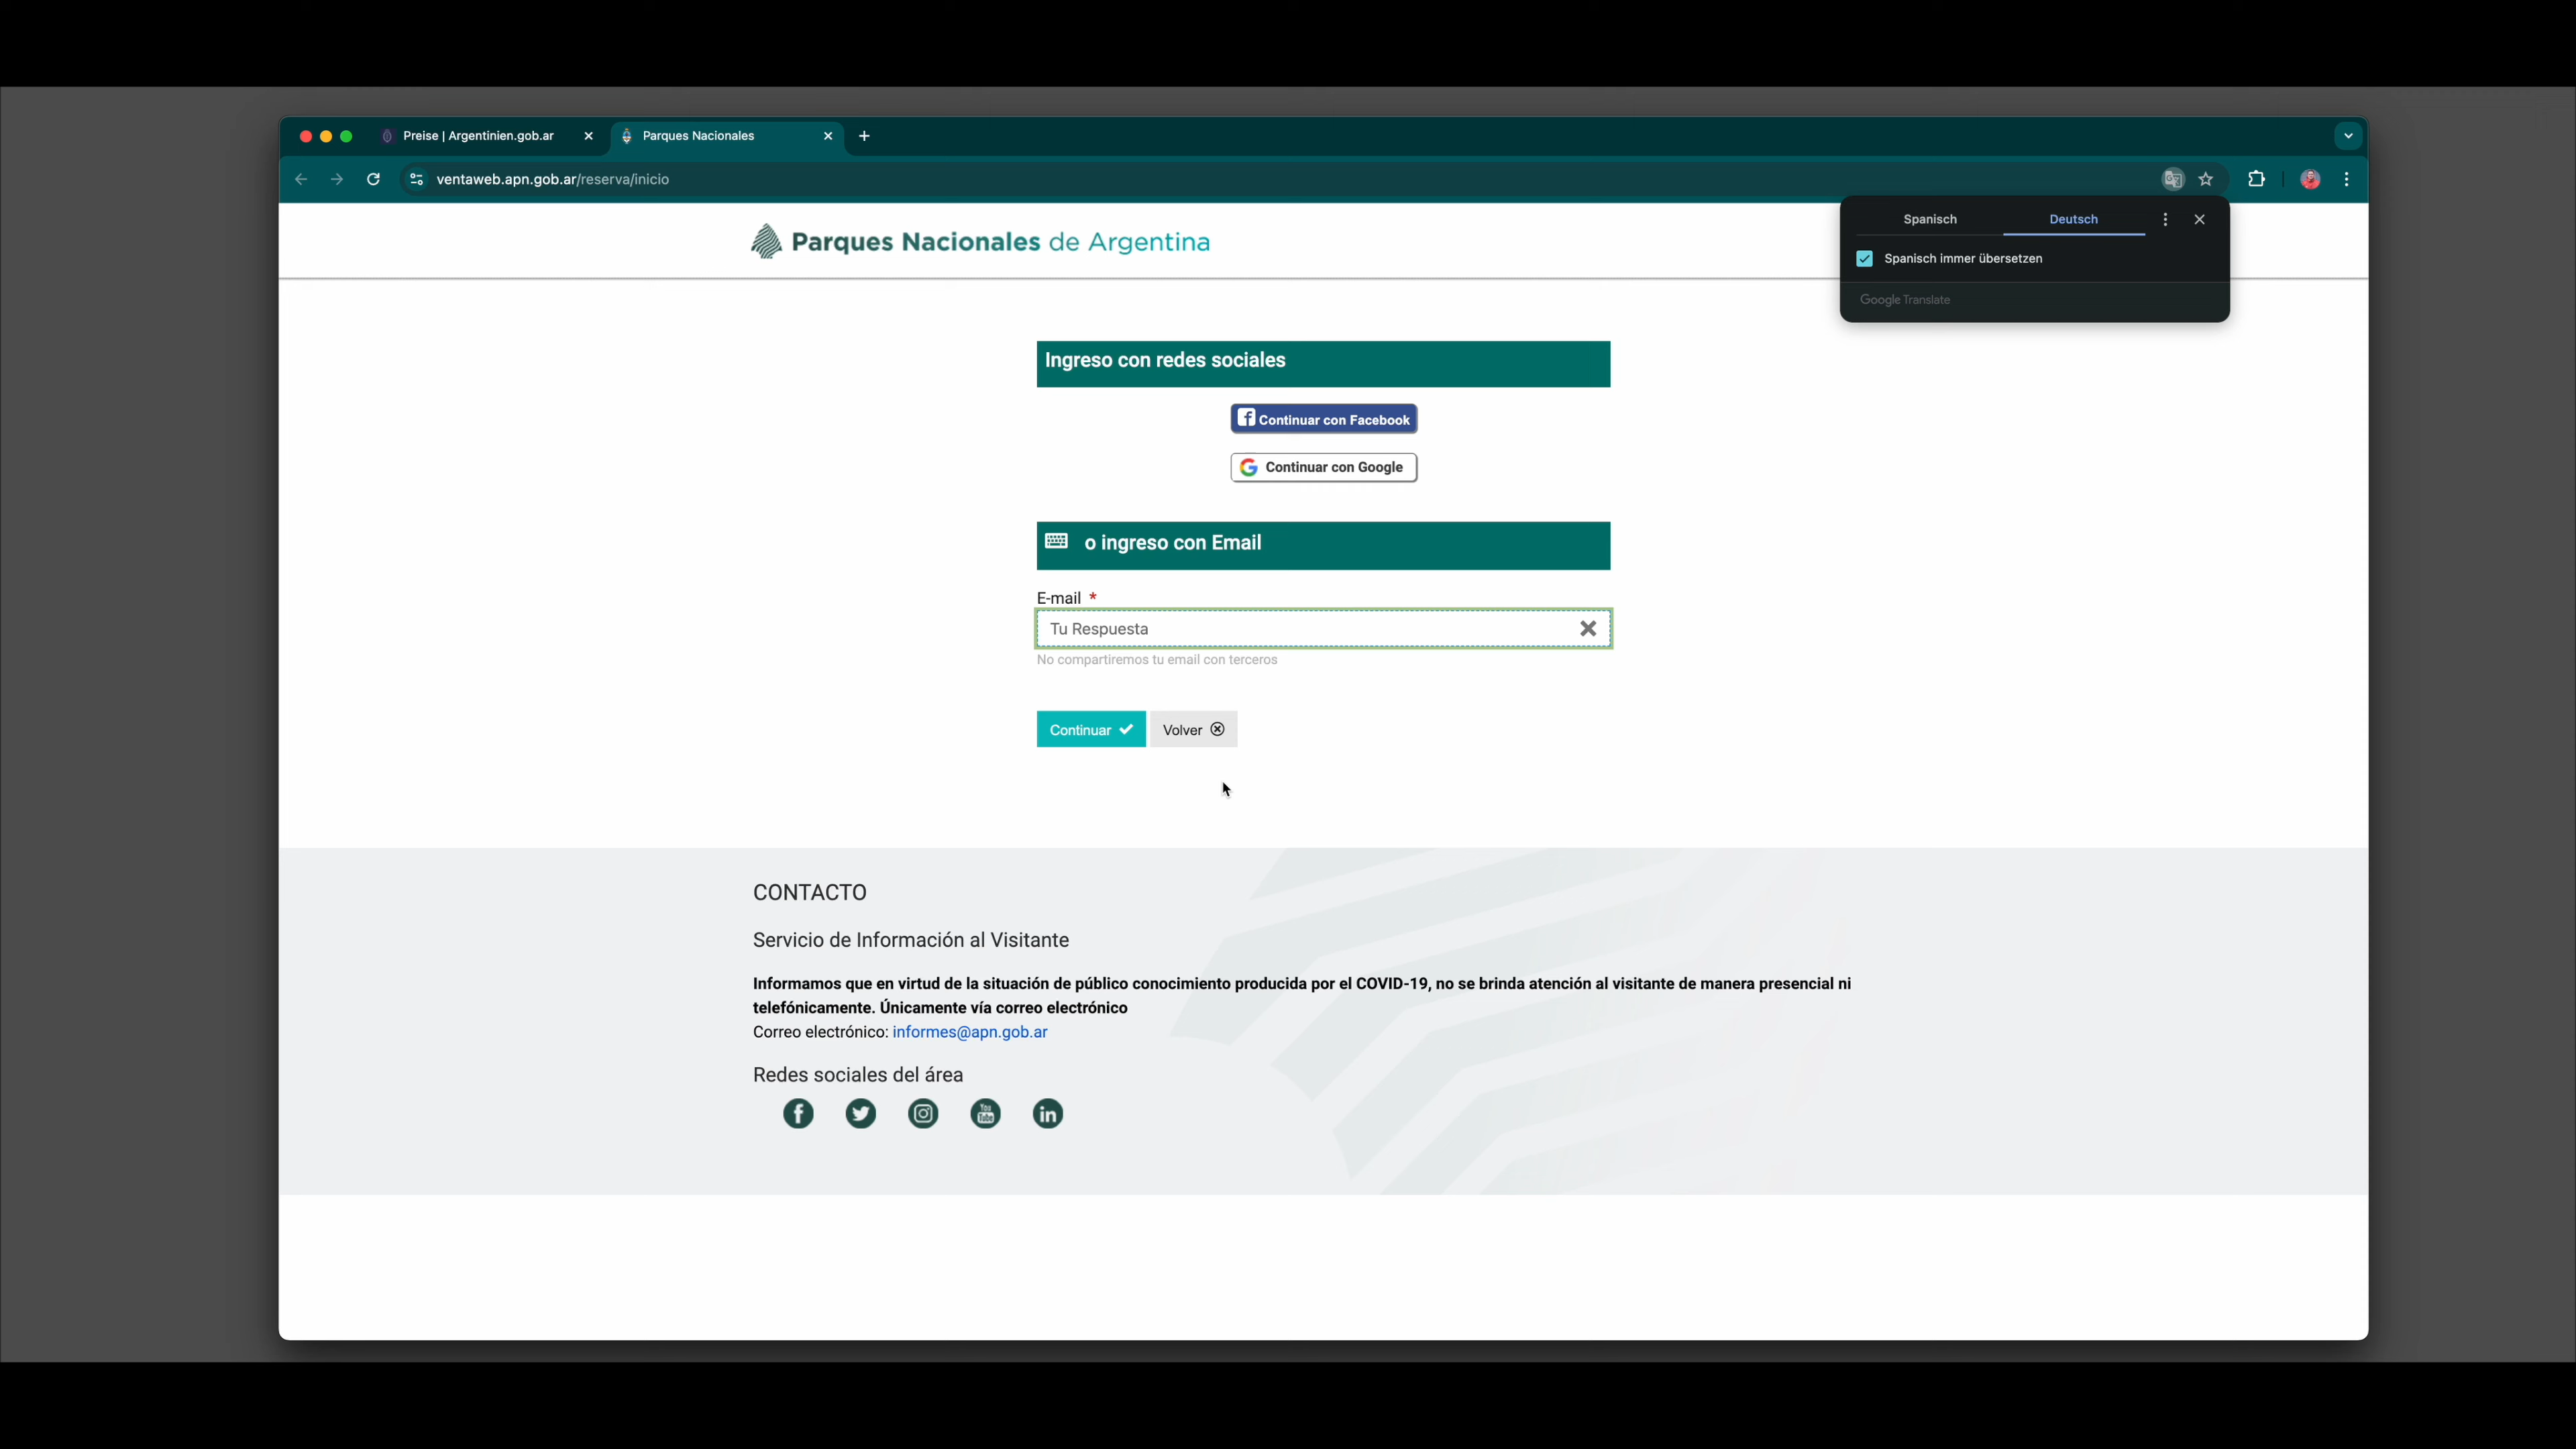 Preise | Argentinien.gob.ar
Parques Nacionales
ventaweb.apn.gob.ar/reserva/inicio
Spanisch Deutsch
Spanisch immer übersetzen
Google Translate
Parques Nacionales de Argentina
Ingreso con redes sociales
Continuar con Facebook
Continuar con Google
o ingreso con Email
E-mail *
Tu Respuesta
No compartiremos tu email con terceros
Continuar
Volver
CONTACTO
Servicio de Información al Visitante
Informamos que en virtud de la situación de público conocimiento producida por el COVID-19, no se brinda atención al visitante de manera presencial ni
telefónicamente. Únicamente vía correo electrónico
Correo electrónico: informes@apn.gob.ar
Redes sociales del área
You
Tube